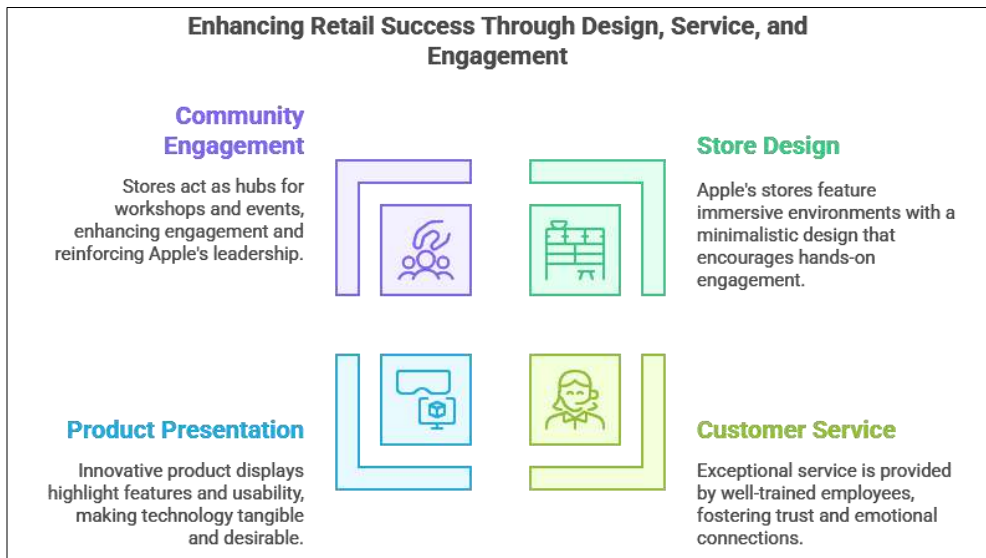 Enhancing Retail Success Through Design, Service, and
Engagement
Community
Engagement
Stores act as hubs for
workshops and events,
enhancing engagement and
reinforcing Apple's leadership.
Store Design
Apple's stores feature
immersive environments with a
minimalistic design that
encourages hands-on
engagement.
Product Presentation
Innovative product displays
highlight features and usability,
making technology tangible
and desirable.
Customer Service
Exceptional service is provided
by well-trained employees,
fostering trust and emotional
connections.